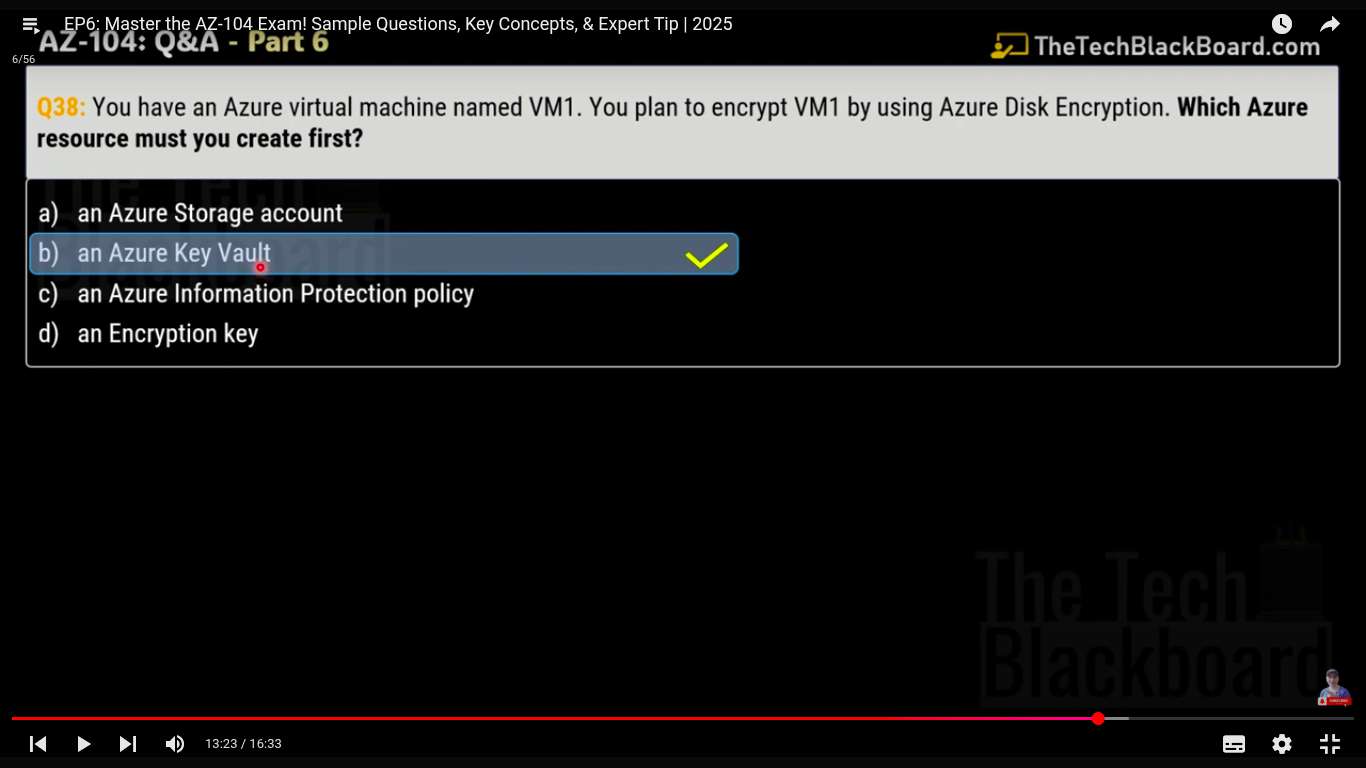 EP6: Master the AZ-104 Exam! Sample Questions, Key Concepts, & Expert Tip | 2025
AZ-104: Q&A - Part 6
TheTechBlackBoard.com
6/56
Q38: You have an Azure virtual machine named VM1. You plan to encrypt VM1 by using Azure Disk Encryption. Which Azure
resource must you create first?
a) an Azure Storage account
b) an Azure Key Vault
c) an Azure Information Protection policy
d) an Encryption key
The Tech
Blackboard
13:23 / 16:33